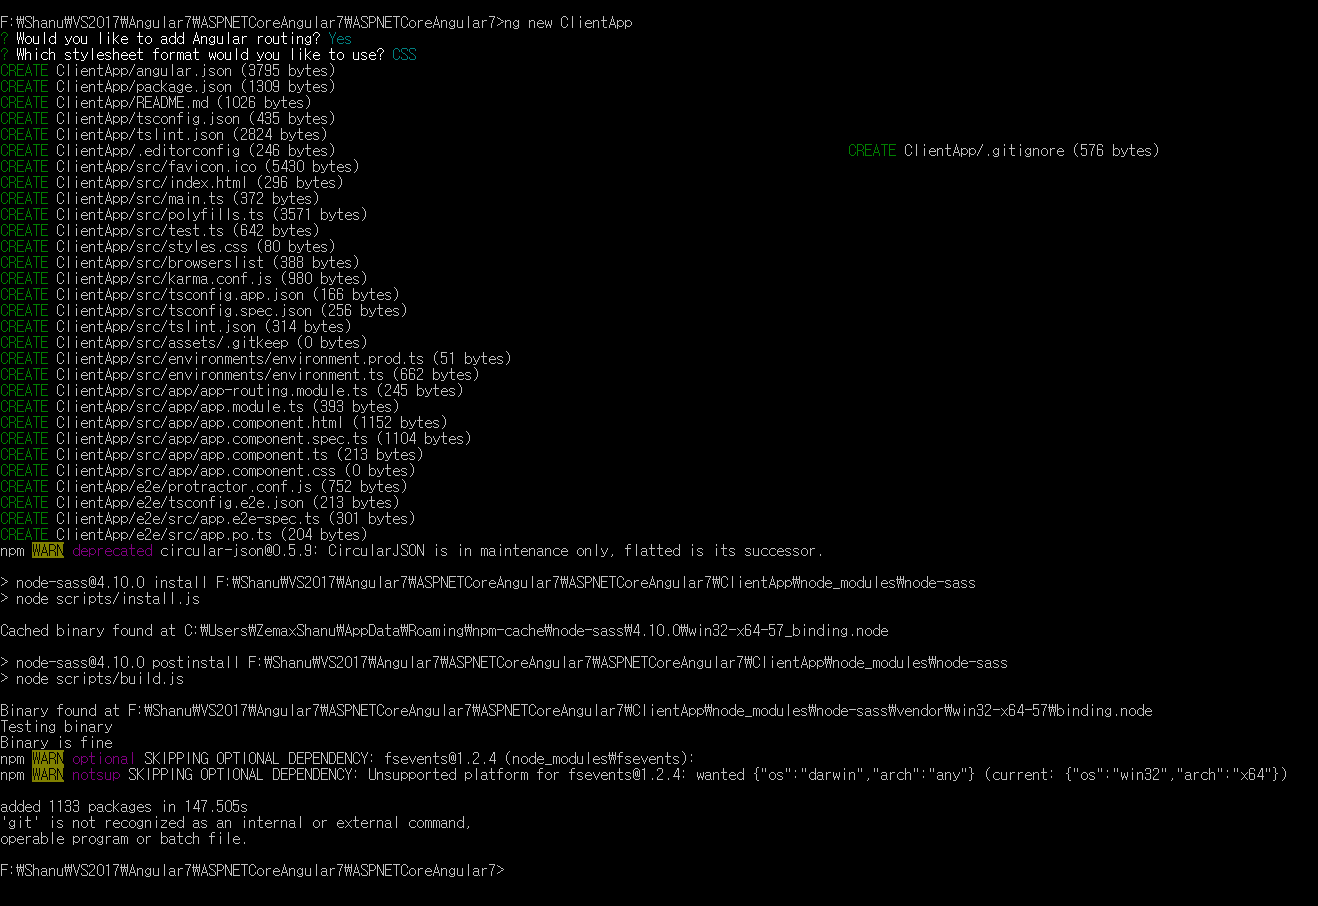 F:₩Shanu₩VS2017₩Angular7₩ASPNETCoreAngular7₩ASPNETCoreAngular7>ng new ClientApp
? Would you like to add Angular routing? Yes
? Which stylesheet format would you like to use? CSS
CREATE ClientApp/angular.json (3795 bytes)
CREATE ClientApp/package.json (1309 bytes)
CREATE ClientApp/README.md (1026 bytes)
CREATE ClientApp/tsconfig.json (435 bytes)
CREATE ClientApp/tslint.json (2824 bytes)
CREATE ClientApp/.editorconfig (246 bytes) CREATE ClientApp/.gitignore (576 bytes)
CREATE ClientApp/src/favicon.ico (5430 bytes)
CREATE ClientApp/src/index.html (296 bytes)
CREATE ClientApp/src/main.ts (372 bytes)
CREATE ClientApp/src/polyfills.ts (3571 bytes)
CREATE ClientApp/src/test.ts (642 bytes)
CREATE ClientApp/src/styles.css (80 bytes)
CREATE ClientApp/src/browserslist (388 bytes)
CREATE ClientApp/src/karma.conf.js (980 bytes)
CREATE ClientApp/src/tsconfig.app.json (166 bytes)
CREATE ClientApp/src/tsconfig.spec.json (256 bytes)
CREATE ClientApp/src/tslint.json (314 bytes)
CREATE ClientApp/src/assets/.gitkeep (0 bytes)
CREATE ClientApp/src/environments/environment.prod.ts (51 bytes)
CREATE ClientApp/src/environments/environment.ts (662 bytes)
CREATE ClientApp/src/app/app-routing.module.ts (245 bytes)
CREATE ClientApp/src/app/app.module.ts (393 bytes)
CREATE ClientApp/src/app/app.component.html (1152 bytes)
CREATE ClientApp/src/app/app.component.spec.ts (1104 bytes)
CREATE ClientApp/src/app/app.component.ts (213 bytes)
CREATE ClientApp/src/app/app.component.css (0 bytes)
CREATE ClientApp/e2e/protractor.conf.js (752 bytes)
CREATE ClientApp/e2e/tsconfig.e2e.json (213 bytes)
CREATE ClientApp/e2e/src/app.e2e-spec.ts (301 bytes)
CREATE ClientApp/e2e/src/app.po.ts (204 bytes)
npm WARN deprecated circular-json@0.5.9: CircularJSON is in maintenance only, flatted is its successor.
> node-sass@4.10.0 install F:₩Shanu₩VS2017₩Angular7₩ASPNETCoreAngular7₩ASPNETCoreAngular7₩ClientApp₩node_modules₩node-sass
> node scripts/install.js
Cached binary found at C:₩Users₩ZemaxShanu₩AppData₩Roaming₩npm-cache₩node-sass₩4.10.0₩win32-x64-57_binding.node
> node-sass@4.10.0 postinstall F:₩Shanu₩VS2017₩Angular7₩ASPNETCoreAngular7₩ASPNETCoreAngular7₩ClientApp₩node_modules₩node-sass
> node scripts/build.js
Binary found at F:₩Shanu₩VS2017₩Angular7₩ASPNETCoreAngular7₩ASPNETCoreAngular7₩ClientApp₩node_modules₩node-sass₩vendor₩win32-x64-57₩binding.node
Testing binary
Binary is fine
npm WARN optional SKIPPING OPTIONAL DEPENDENCY: fsevents@1.2.4 (node_modules₩fsevents):
npm WARN notsup SKIPPING OPTIONAL DEPENDENCY: Unsupported platform for fsevents@1.2.4: wanted {"os":"darwin","arch":"any"} (current: {"os":"win32","arch":"x64"})
added 1133 packages in 147.505s
'git' is not recognized as an internal or external command,
operable program or batch file.
F:₩Shanu₩VS2017₩Angular7₩ASPNETCoreAngular7₩ASPNETCoreAngular7>